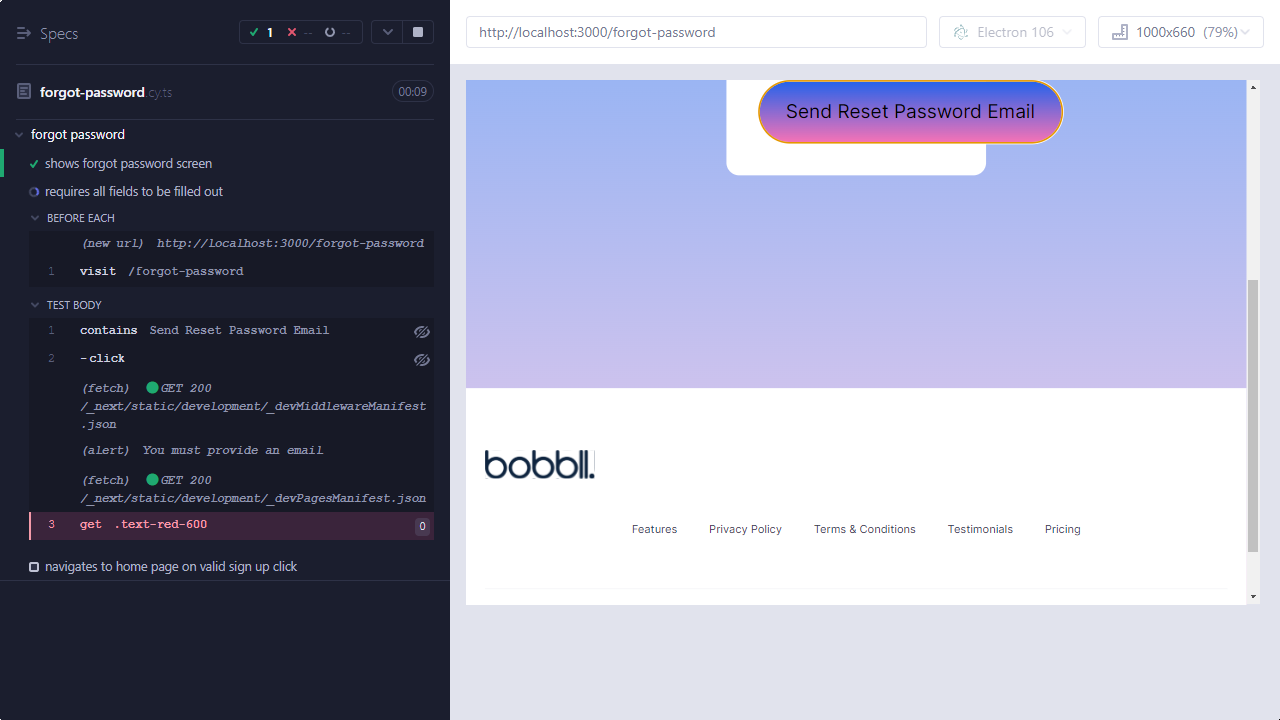 Specs
1
--
--
http://localhost:3000/forgot-password
Electron 106
1000x660 (79%)
forgot-password.cy.ts
00:09
forgot password
shows forgot password screen
requires all fields to be filled out
BEFORE EACH
(new url) http://localhost:3000/forgot-password
1 visit /forgot-password
TEST BODY
1 contains Send Reset Password Email
2 -click
(fetch) GET 200
/_next/static/development/_devMiddlewareManifest
.json
(alert) You must provide an email
(fetch) GET 200
/_next/static/development/_devPagesManifest.json
3 get .text-red-600 0
navigates to home page on valid sign up click
Send Reset Password Email
bobbll.
Features Privacy Policy Terms & Conditions Testimonials Pricing